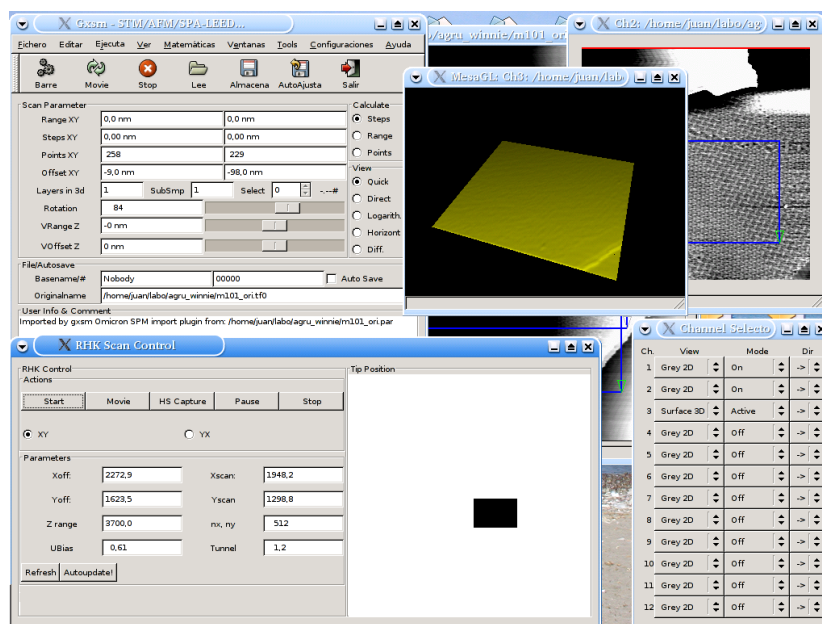 Gxsm - STM/AFM/SPA-LEED...
Fichero Editar Ejecuta Ver Matemáticas Ventanas Tools Configuraciones Ayuda
Barre Movie Stop Lee Almacena AutoAjusta Salir
Scan Parameter
Range XY 0,0 nm 0,0 nm
Steps XY 0,00 nm 0,00 nm
Points XY 258 229
Offset XY -9,0 nm -98,0 nm
Layers in 3d 1 SubSmp 1 Select 0 -.--#
Rotation 84
VRange Z -0 nm
VOffset Z 0 nm
Calculate
Steps
Range
Points
View
Quick
Direct
Logarith.
Horizont
Diff.
File/Autosave
Basename/# Nobody 00000 Auto Save
Originalname /home/juan/labo/agru_winnie/m101_ori.tf0
User Info & Comment
Imported by gxsm Omicron SPM import plugin from: /home/juan/labo/agru_winnie/m101_ori.par
/agru_winnie/m101_ori
Ch2: /home/juan/labo/ag
MesaGL: Ch3: /home/juan/lab
RHK Scan Control
RHK Control
Actions
Start Movie HS Capture Pause Stop
XY YX
Parameters
Xoff: 2272,9 Xscan: 1948,2
Yoff: 1623,5 Yscan 1298,8
Z range 3700,0 nx, ny 512
UBias 0,61 Tunnel 1,2
Refresh Autoupdate!
Tip Position
Channel Selecto
Ch. View Mode Dir
1 Grey 2D On ->
2 Grey 2D On ->
3 Surface 3D Active ->
4 Grey 2D Off ->
5 Grey 2D Off ->
6 Grey 2D Off ->
7 Grey 2D Off ->
8 Grey 2D Off ->
9 Grey 2D Off ->
10 Grey 2D Off ->
11 Grey 2D Off ->
12 Grey 2D Off ->